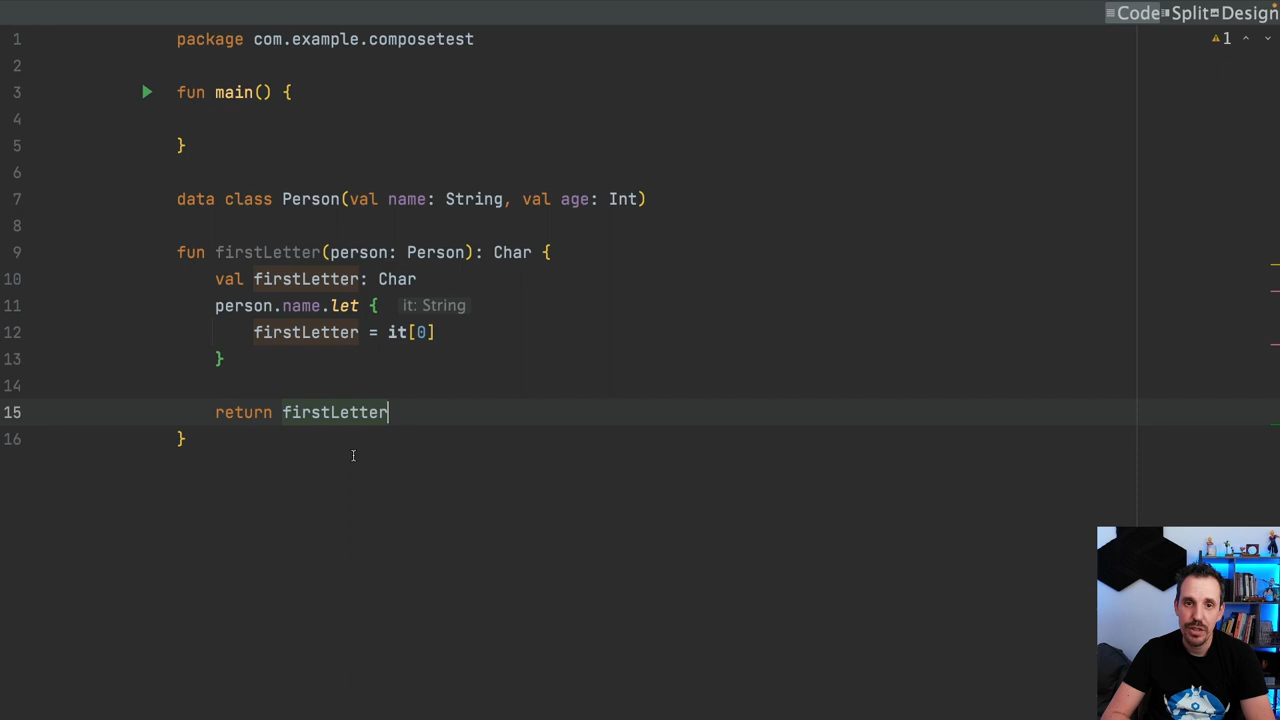 Code Split Design
1 package com.example.composetest
1
2
3 fun main() {
4
5 }
6
7 data class Person(val name: String, val age: Int)
8
9 fun firstLetter(person: Person): Char {
10 val firstLetter: Char
11 person.name.let { it: String
12 firstLetter = it[0]
13 }
14
15 return firstLetter
16 }